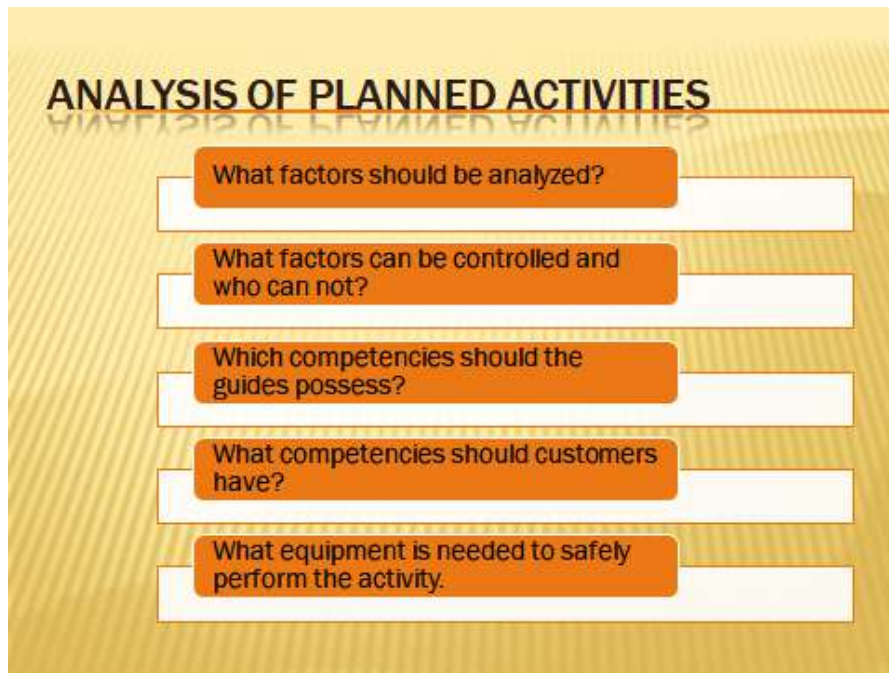 ANALYSIS OF PLANNED ACTIVITIES
What factors should be analyzed?
What factors can be controlled and
who can not?
Which competencies should the
guides possess?
What competencies should customers
have?
What equipment is needed to safely
perform the activity.